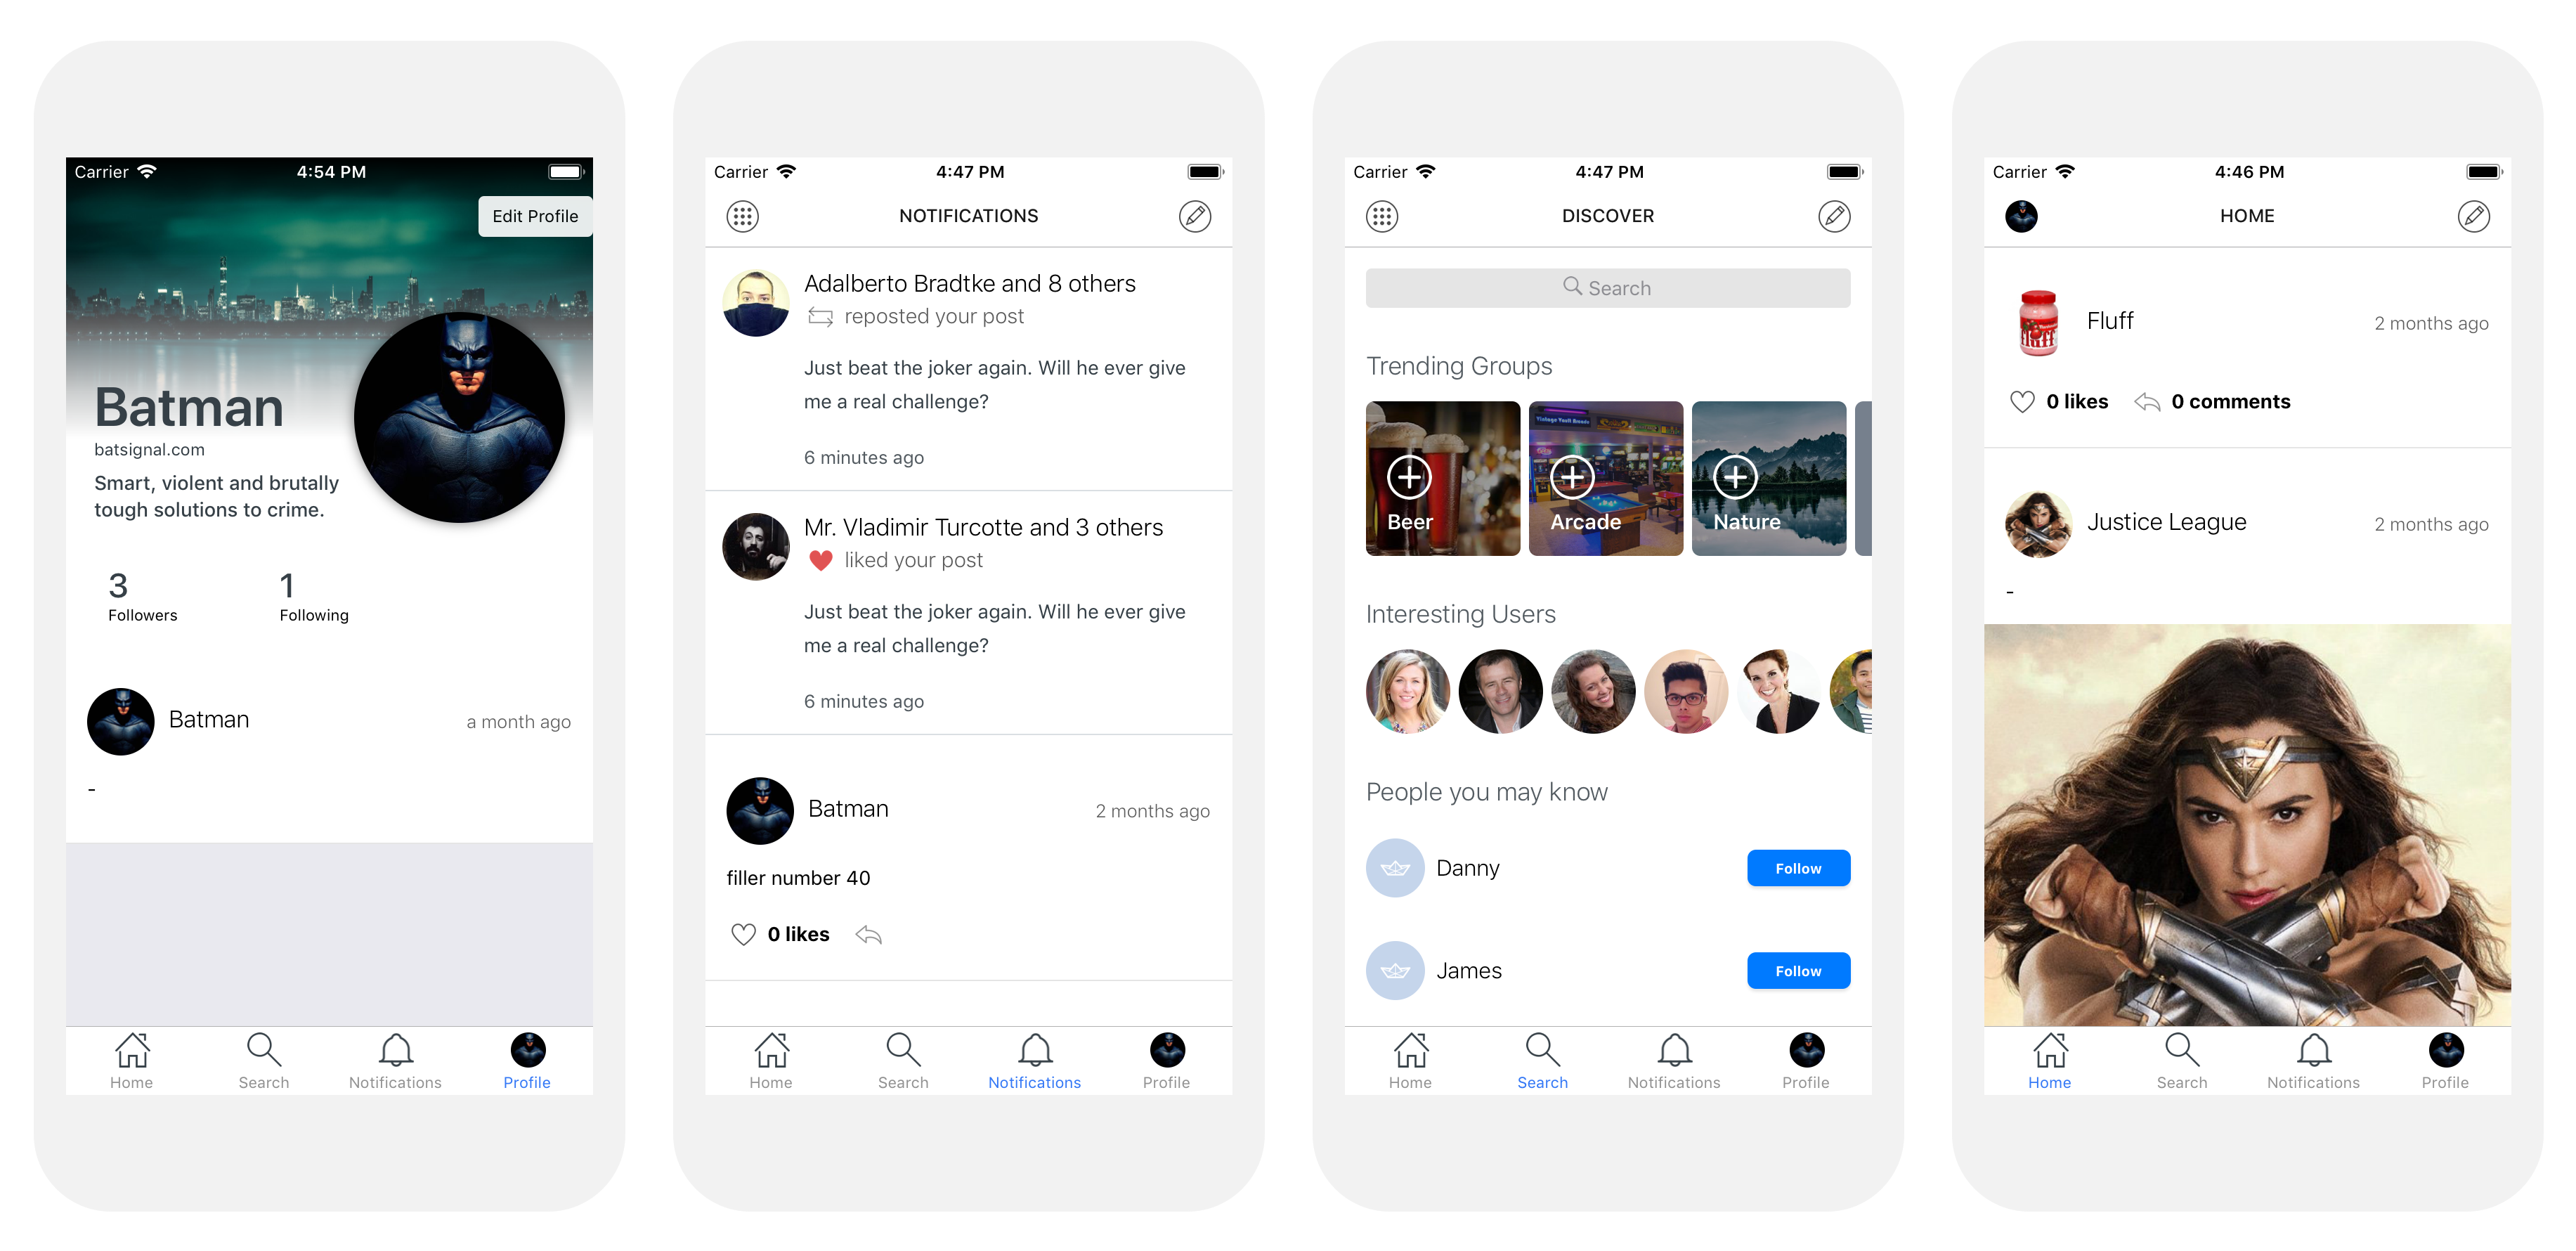 Carrier 4:54 PM
Edit Profile
Batman
batsignal.com
Smart, violent and brutally
tough solutions to crime.
3 1
Followers Following
Batman a month ago
-
Home Search Notifications Profile
Carrier 4:47 PM
NOTIFICATIONS
Adalberto Bradtke and 8 others
reposted your post
Just beat the joker again. Will he ever give
me a real challenge?
6 minutes ago
Mr. Vladimir Turcotte and 3 others
liked your post
Just beat the joker again. Will he ever give
me a real challenge?
6 minutes ago
Batman 2 months ago
filler number 40
0 likes
Home Search Notifications Profile
Carrier 4:47 PM
DISCOVER
Search
Trending Groups
Beer Arcade Nature
Interesting Users
People you may know
Danny Follow
James Follow
Home Search Notifications Profile
Carrier 4:46 PM
HOME
fluff
Fluff 2 months ago
0 likes 0 comments
Justice League 2 months ago
-
Home Search Notifications Profile